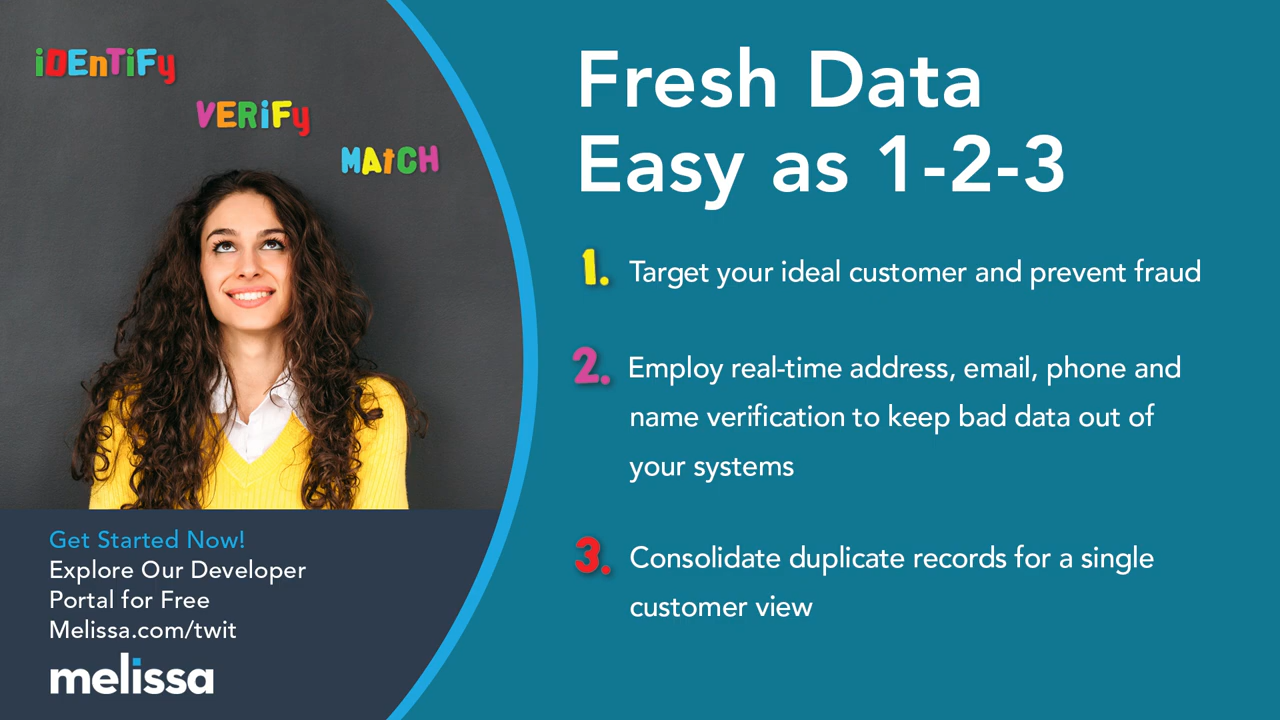 iDEnTiFy
VERiFy
MAtCH
Fresh Data
Easy as 1-2-3
1. Target your ideal customer and prevent fraud
2. Employ real-time address, email, phone and
name verification to keep bad data out of
your systems
3. Consolidate duplicate records for a single
customer view
Get Started Now!
Explore Our Developer
Portal for Free
Melissa.com/twit
melissa